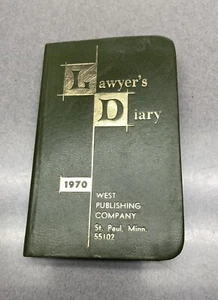 Lawyer's
Diary
1970
WEST
PUBLISHING
COMPANY
St. Paul, Minn.
55102